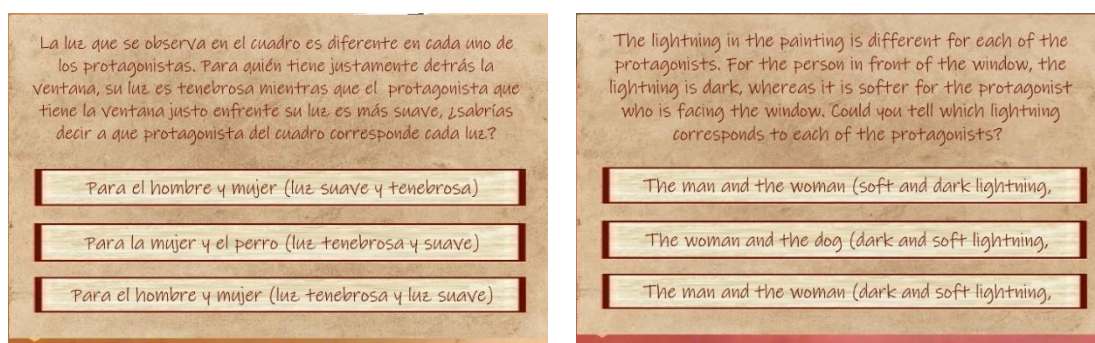 La luz que se observa en el cuadro es diferente en cada uno de
los protagonistas. Para quién tiene justamente detrás la
ventana, su luz es tenebrosa mientras que el protagonista que
tiene la ventana justo enfrente su luz es más suave, ¿sabrías
decir a que protagonista del cuadro corresponde cada luz?
Para el hombre y mujer (luz suave y tenebrosa)
Para la mujer y el perro (luz tenebrosa y suave)
Para el hombre y mujer (luz tenebrosa y luz suave)
The lightning in the painting is different for each of the
protagonists. For the person in front of the window, the
lightning is dark, whereas it is softer for the protagonist
who is facing the window. Could you tell which lightning
corresponds to each of the protagonists?
The man and the woman (soft and dark lightning,
The woman and the dog (dark and soft lightning,
The man and the woman (dark and soft lightning,